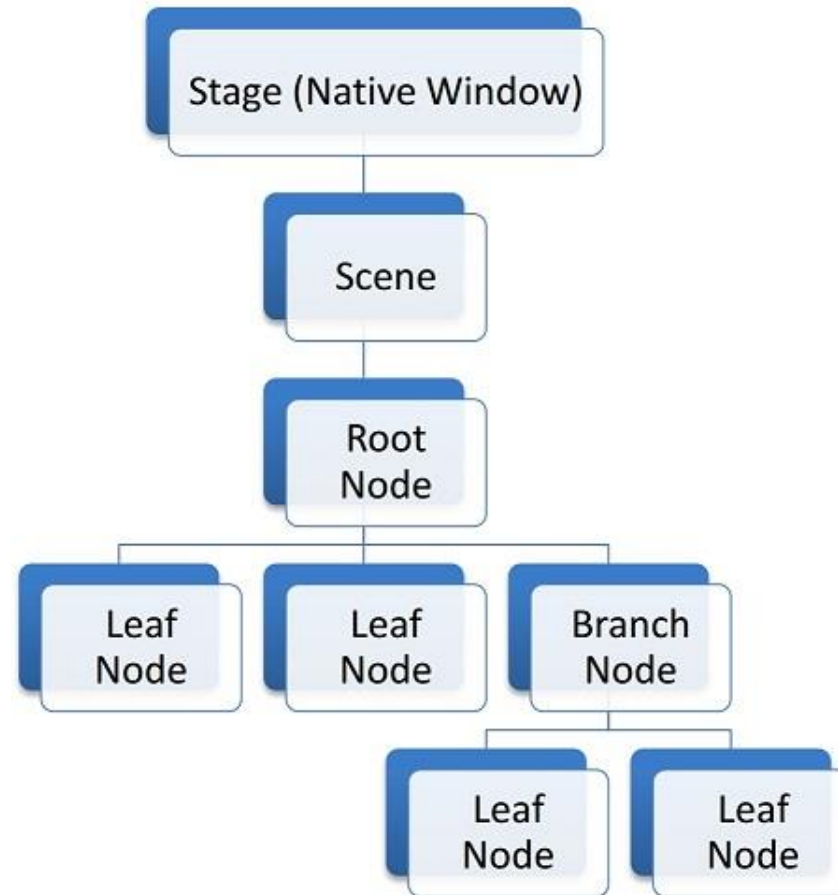 Stage (Native Window)
Scene
Root
Node
Leaf
Node
Leaf
Node
Branch
Node
Leaf
Node
Leaf
Node